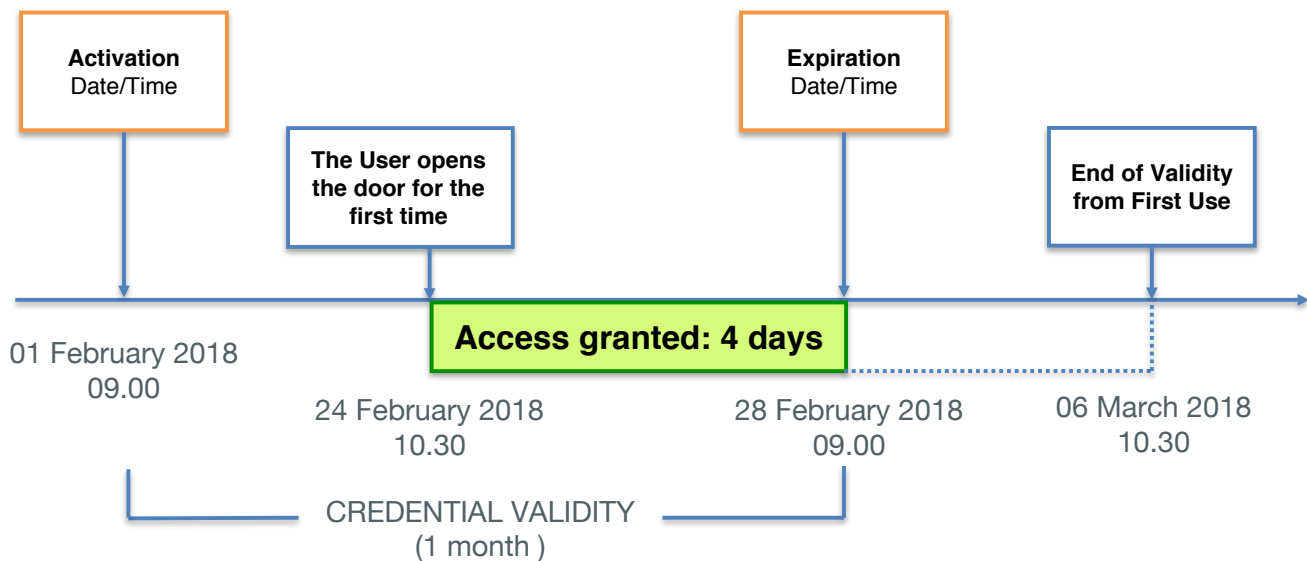 Activation
Date/Time
Expiration
Date/Time
The User opens
the door for the
first time
End of Validity
from First Use
Access granted: 4 days
01 February 2018
09.00
24 February 2018
10.30
28 February 2018
09.00
06 March 2018
10.30
CREDENTIAL VALIDITY
(1 month )